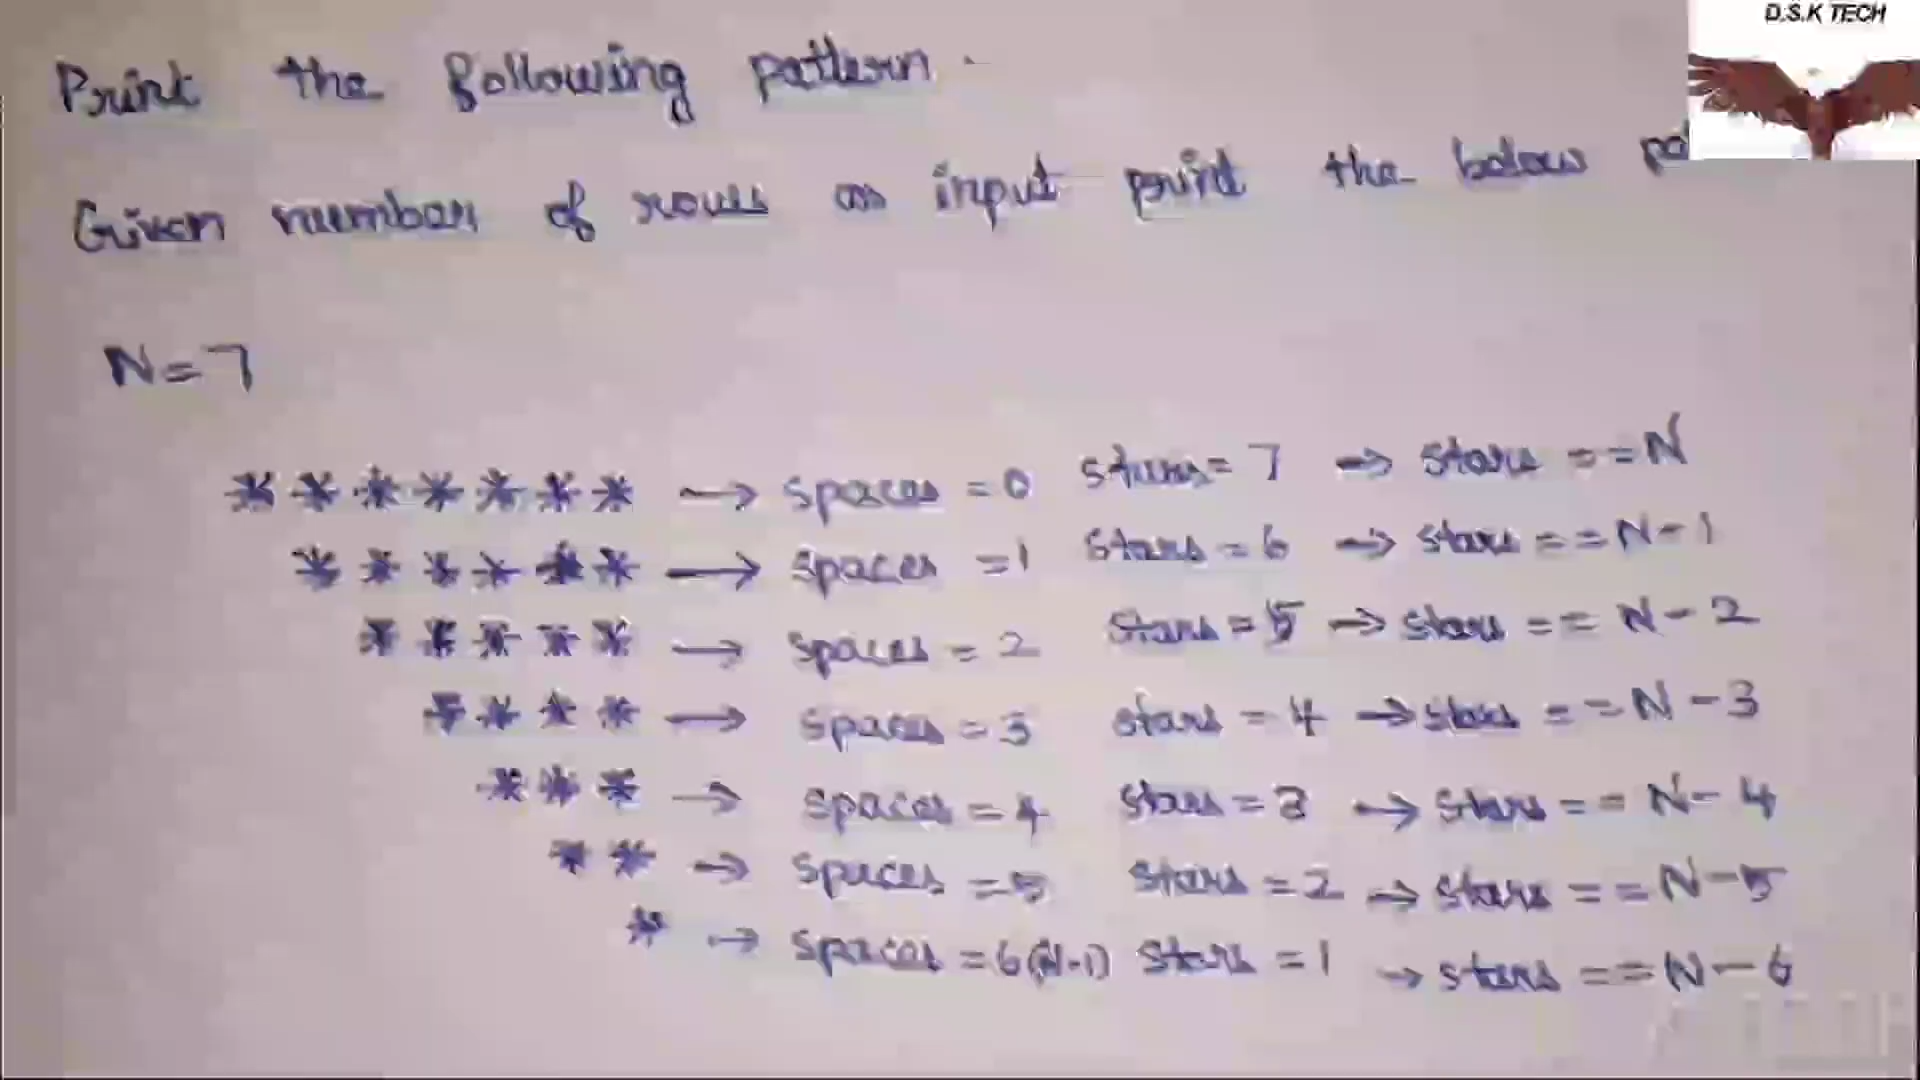 D.S.K TECH
Print the following pattern.
Given number of rows as input print the below
N=7
******* → spaces = 0 stars = 7 → stars == N
****** → spaces = 1 stars = 6 → stars == N-1
***** → spaces = 2 stars = 5 → stars == N-2
**** → spaces = 3 stars = 4 → stars == N-3
*** → spaces = 4 stars = 3 → stars == N-4
** → spaces = 5 stars = 2 → stars == N-5
* → spaces = 6(N-1) stars = 1 → stars == N-6